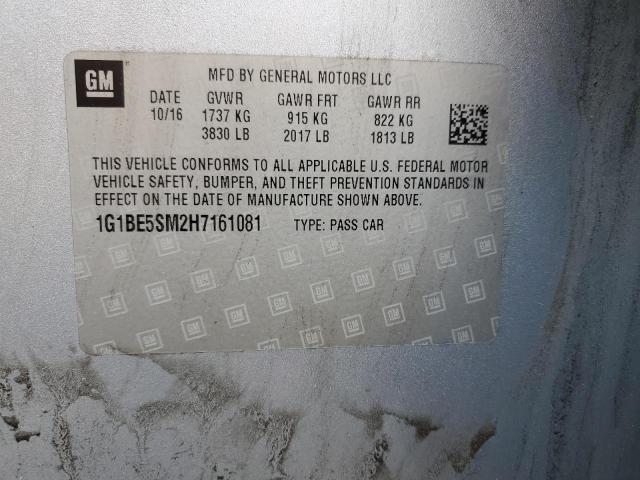 GM
MFD BY GENERAL MOTORS LLC
DATE GVWR GAWR FRT GAWR RR
10/16 1737 KG 915 KG 822 KG
3830 LB 2017 LB 1813 LB
THIS VEHICLE CONFORMS TO ALL APPLICABLE U.S. FEDERAL MOTOR
VEHICLE SAFETY, BUMPER, AND THEFT PREVENTION STANDARDS IN
EFFECT ON THE DATE OF MANUFACTURE SHOWN ABOVE.
1G1BE5SM2H7161081 TYPE: PASS CAR